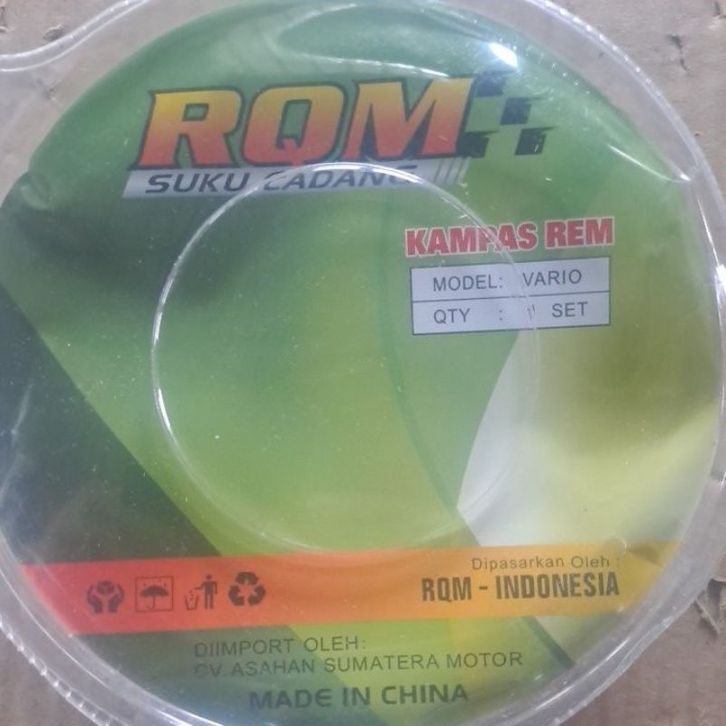 RQM
SUKU CADANG
KAMPAS REM
MODEL: VARIO
QTY : 1 SET
Dipasarkan Oleh :
RQM - INDONESIA
DIIMPORT OLEH:
CV. ASAHAN SUMATERA MOTOR
MADE IN CHINA